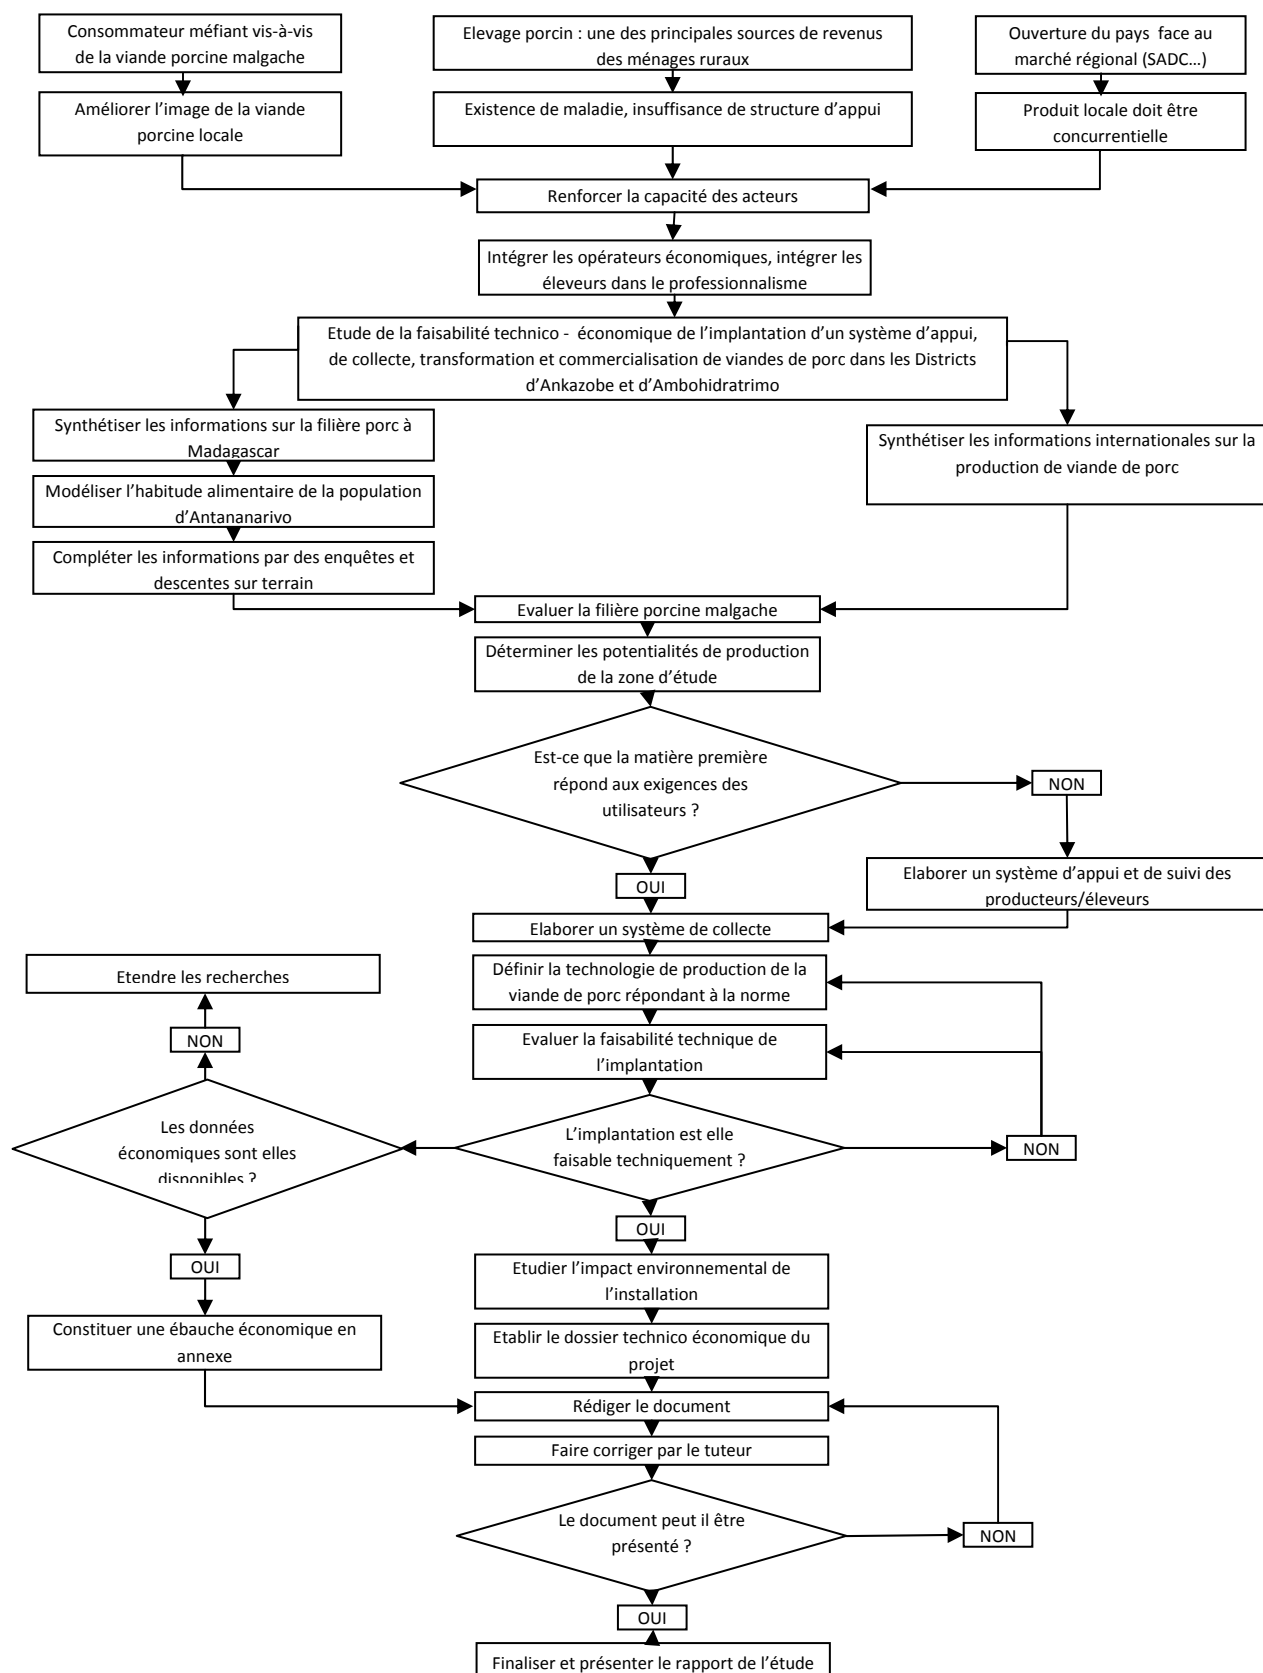 Consommateur méfiant vis-à-vis
de la viande porcine malgache
Elevage porcin : une des principales sources de revenus
des ménages ruraux
Ouverture du pays face au
marché régional (SADC…)
Améliorer l’image de la viande
porcine locale
Existence de maladie, insuffisance de structure d’appui
Produit locale doit être
concurrentielle
Renforcer la capacité des acteurs
Intégrer les opérateurs économiques, intégrer les
éleveurs dans le professionnalisme
Etude de la faisabilité technico - économique de l’implantation d’un système d’appui,
de collecte, transformation et commercialisation de viandes de porc dans les Districts
d’Ankazobe et d’Ambohidratrimo
Synthétiser les informations sur la filière porc à
Madagascar
Synthétiser les informations internationales sur la
production de viande de porc
Modéliser l’habitude alimentaire de la population
d’Antananarivo
Compléter les informations par des enquêtes et
descentes sur terrain
Evaluer la filière porcine malgache
Déterminer les potentialités de production
de la zone d’étude
Est-ce que la matière première
répond aux exigences des
utilisateurs ?
NON
OUI
Elaborer un système d’appui et de suivi des
producteurs/éleveurs
Elaborer un système de collecte
Etendre les recherches
Définir la technologie de production de la
viande de porc répondant à la norme
NON
Evaluer la faisabilité technique de
l’implantation
Les données
économiques sont elles
disponibles ?
L’implantation est elle
faisable techniquement ?
NON
OUI
OUI
Etudier l’impact environnemental de
l’installation
Constituer une ébauche économique en
annexe
Etablir le dossier technico économique du
projet
Rédiger le document
Faire corriger par le tuteur
Le document peut il être
présenté ?
NON
OUI
Finaliser et présenter le rapport de l’étude